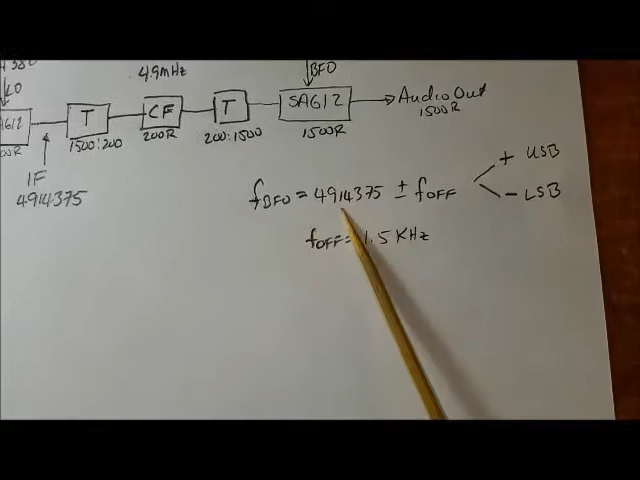 4.9mHz
LO
BFO
T
CF
T
SA612
Audio Out
1500R
1500:200
200R
200:1500
1500R
IF
4914375
fBFO = 4914375 ± fOFF
+ USB
- LSB
fOFF = 1.5 KHz